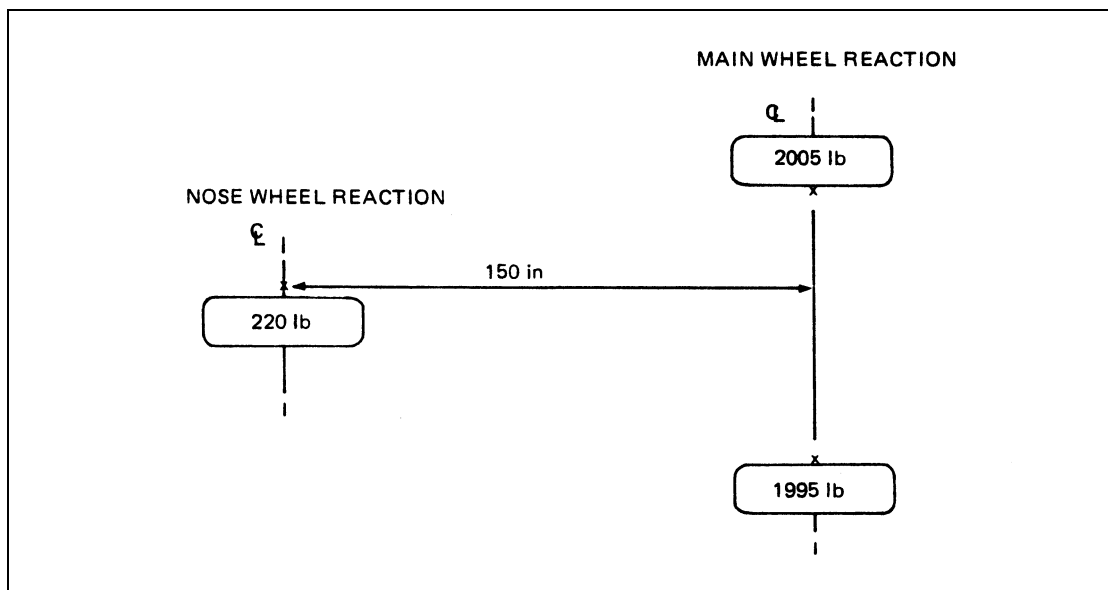 MAIN WHEEL REACTION
℄
2005 lb
NOSE WHEEL REACTION
℄
150 in
220 lb
1995 lb